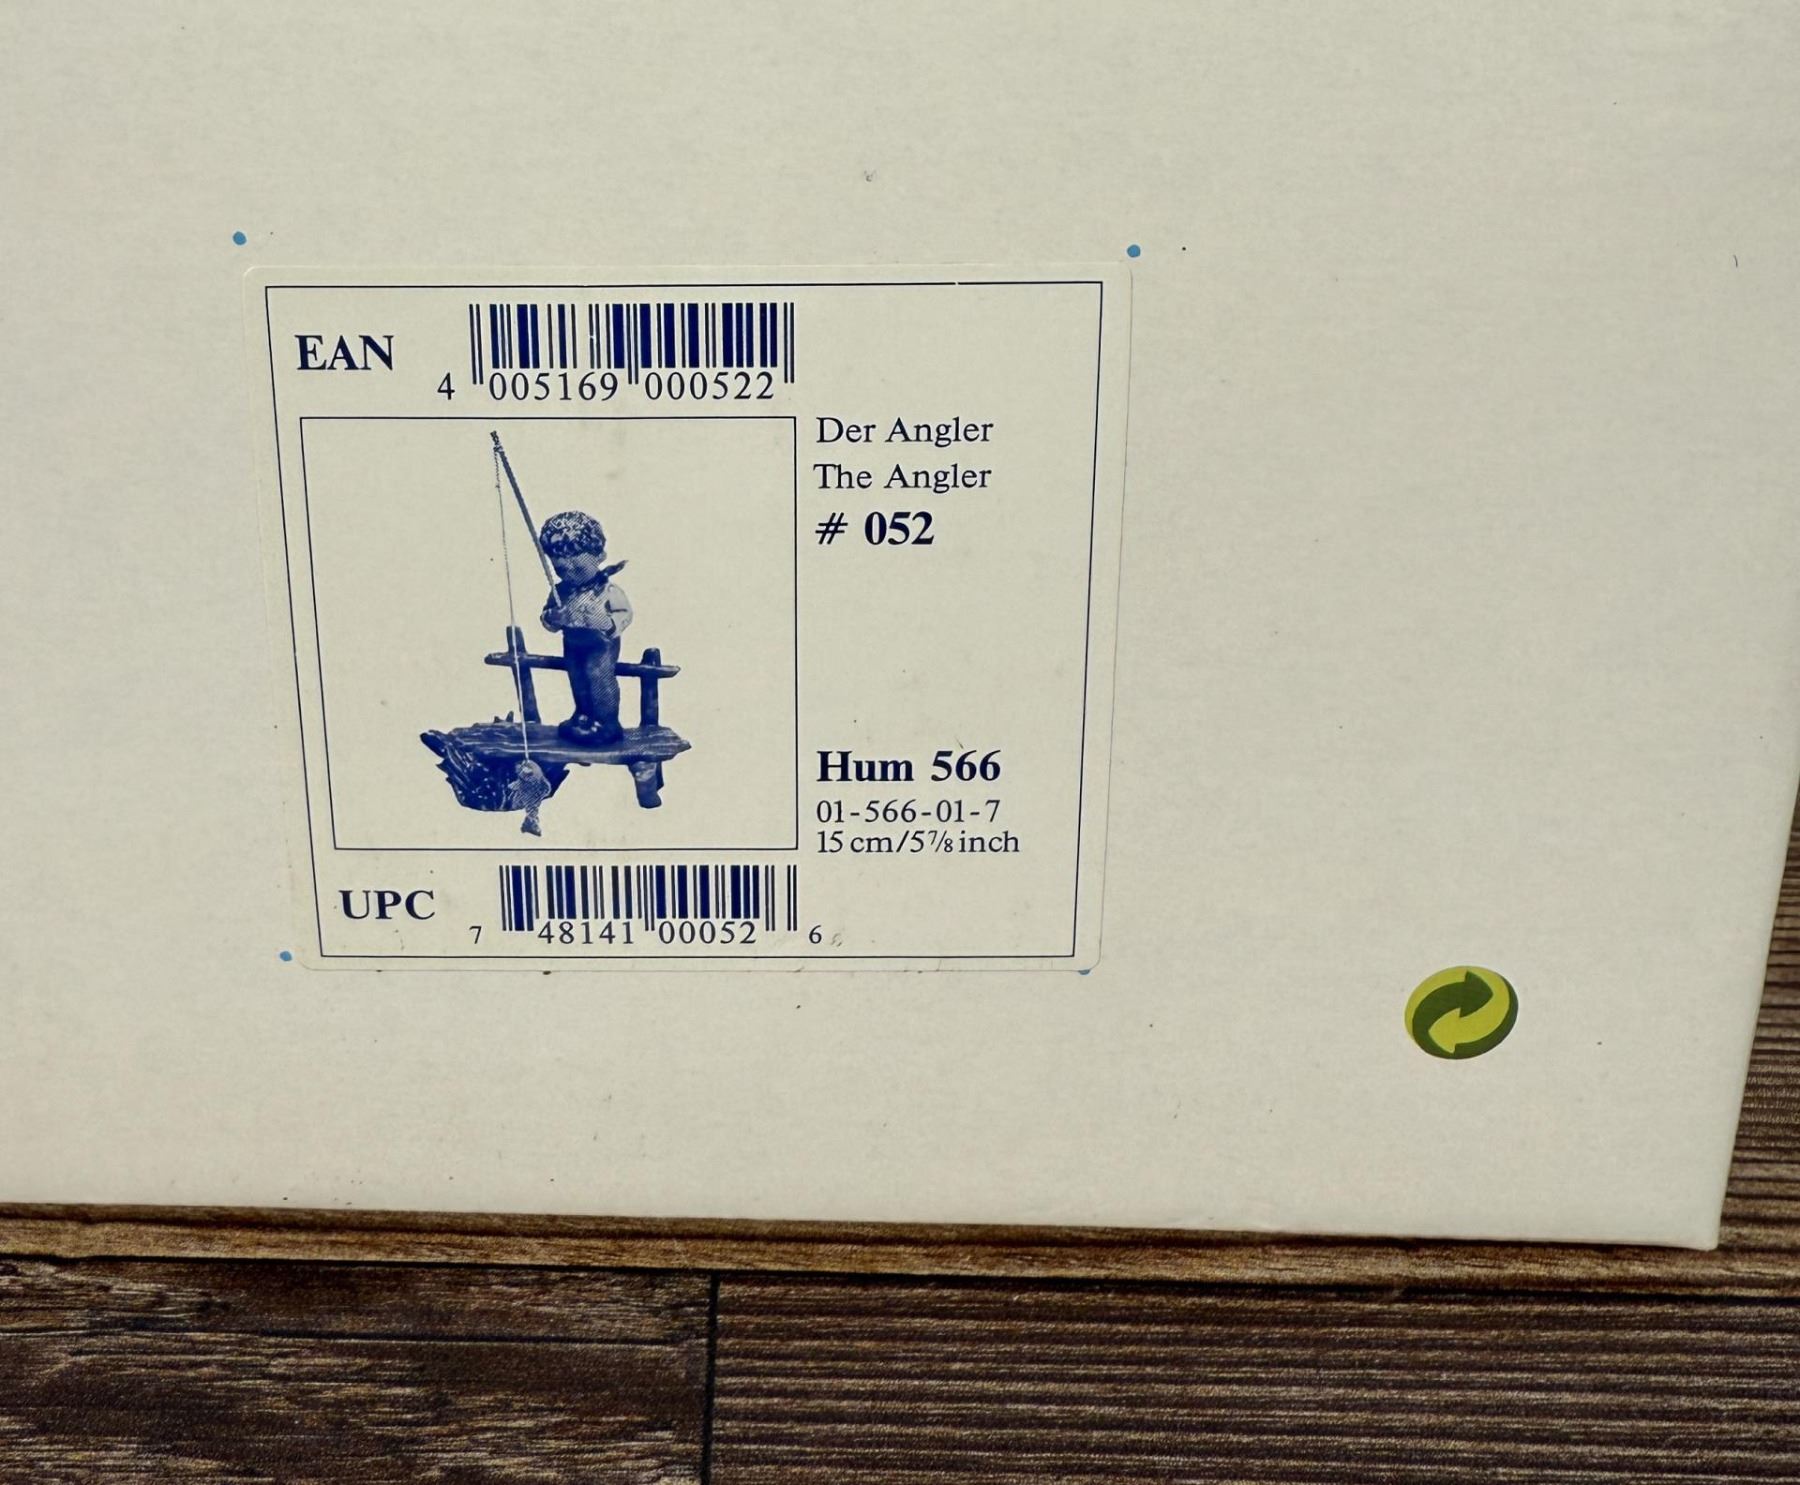 EAN
4 005169 000522
Der Angler
The Angler
# 052
Hum 566
01-566-01-7
15 cm/5⅞ inch
UPC
7 48141 00052 6